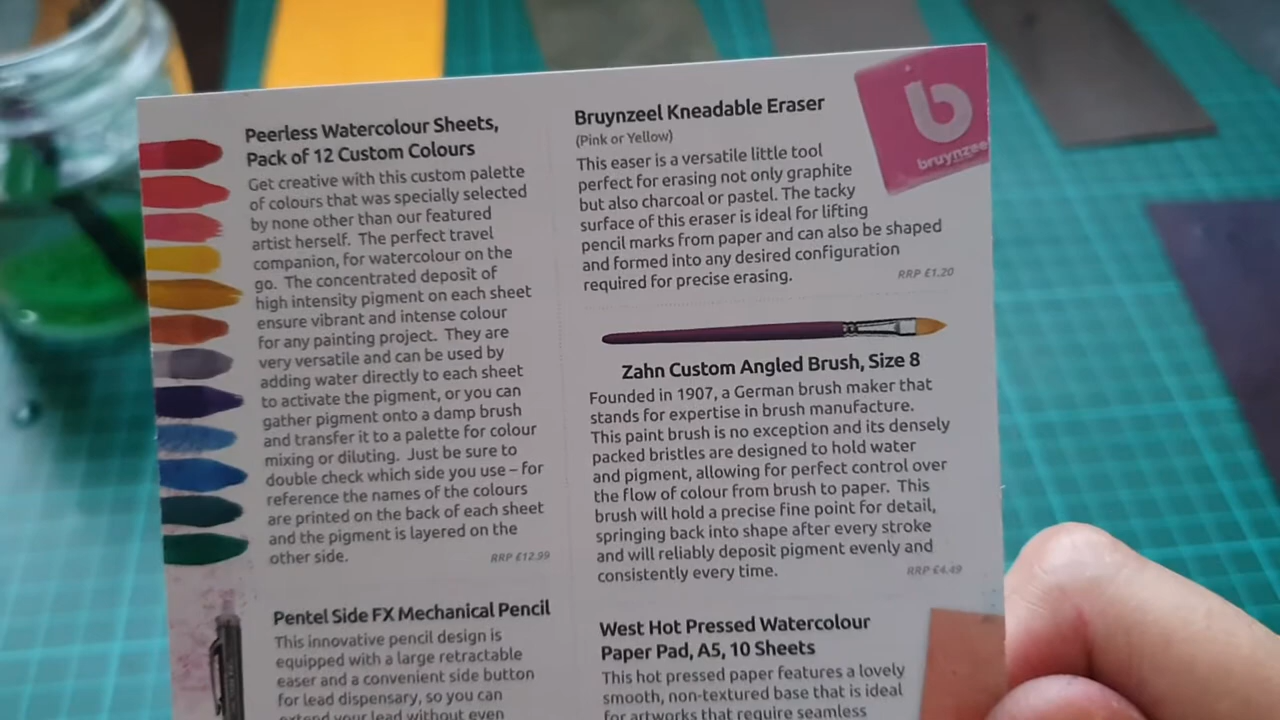 Peerless Watercolour Sheets,
Pack of 12 Custom Colours
Get creative with this custom palette
of colours that was specially selected
by none other than our featured
artist herself. The perfect travel
companion, for watercolour on the
go. The concentrated deposit of
high intensity pigment on each sheet
ensure vibrant and intense colour
for any painting project. They are
very versatile and can be used by
adding water directly to each sheet
to activate the pigment, or you can
gather pigment onto a damp brush
and transfer it to a palette for colour
mixing or diluting. Just be sure to
double check which side you use – for
reference the names of the colours
are printed on the back of each sheet
and the pigment is layered on the
other side.
RRP £12.99
Pentel Side FX Mechanical Pencil
This innovative pencil design is
equipped with a large retractable
easer and a convenient side button
for lead dispensary, so you can
extend your lead without even
Bruynzeel Kneadable Eraser
(Pink or Yellow)
This easer is a versatile little tool
perfect for erasing not only graphite
but also charcoal or pastel. The tacky
surface of this eraser is ideal for lifting
pencil marks from paper and can also be shaped
and formed into any desired configuration
required for precise erasing.
RRP £1.20
b
bruynzee
Zahn Custom Angled Brush, Size 8
Founded in 1907, a German brush maker that
stands for expertise in brush manufacture.
This paint brush is no exception and its densely
packed bristles are designed to hold water
and pigment, allowing for perfect control over
the flow of colour from brush to paper. This
brush will hold a precise fine point for detail,
springing back into shape after every stroke
and will reliably deposit pigment evenly and
consistently every time.
RRP £4.49
West Hot Pressed Watercolour
Paper Pad, A5, 10 Sheets
This hot pressed paper features a lovely
smooth, non-textured base that is ideal
for artworks that require seamless